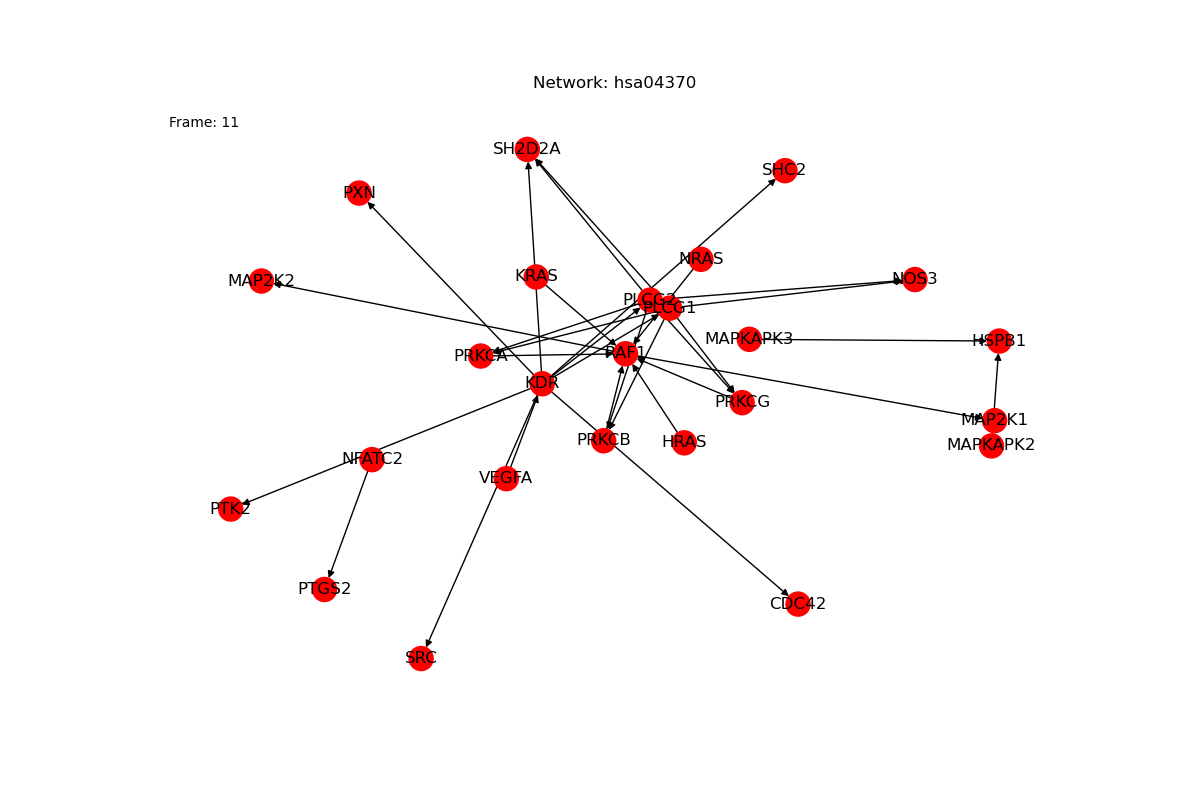 Network: hsa04370
Frame: 11
SH2D2A
SHC2
PXN
NRAS
KRAS
NOS3
MAP2K2
PLCG2
PLCG1
MAPKAPK3
HSPB1
RAF1
PRKCA
KDR
PRKCG
MAP2K1
PRKCB
HRAS
MAPKAPK2
NFATC2
VEGFA
PTK2
PTGS2
CDC42
SRC